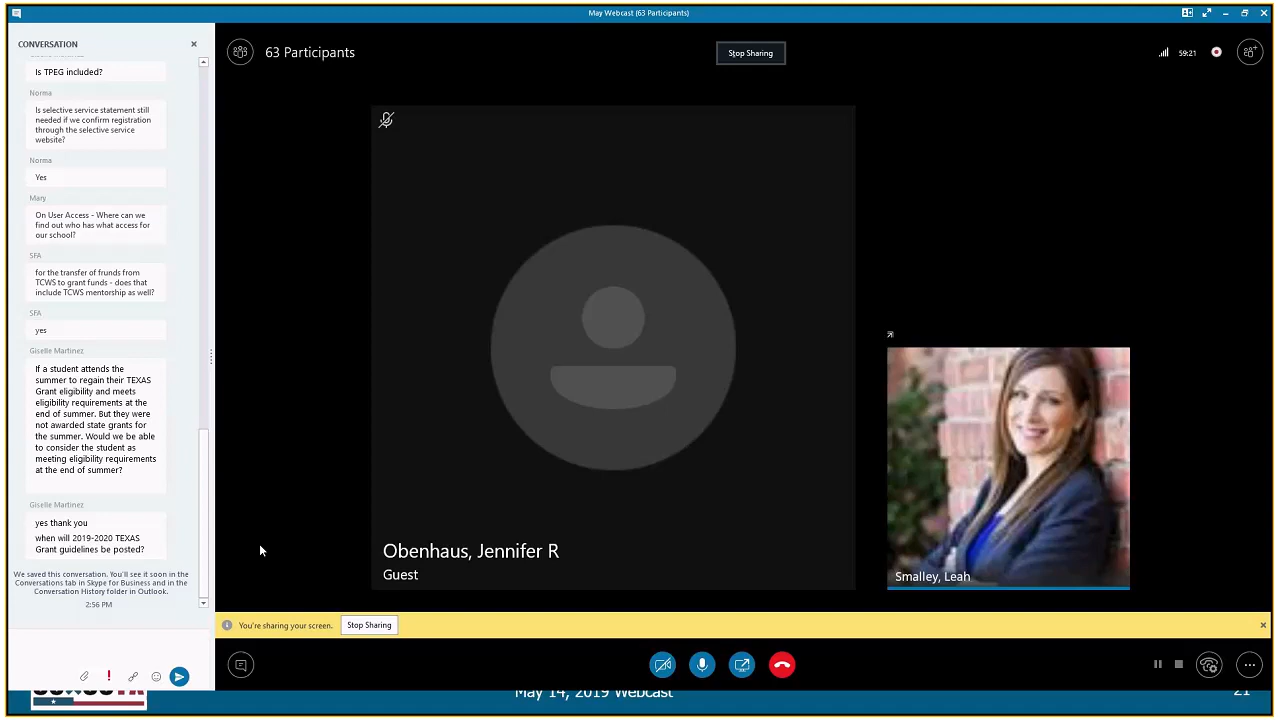 May Webcast (63 Participants)
CONVERSATION
Is TPEG included?
Norma
Is selective service statement still
needed if we confirm registration
through the selective service
website?
Norma
Yes
Mary
On User Access - Where can we
find out who has what access for
our school?
SFA
for the transfer of frunds from
TCWS to grant funds - does that
include TCWS mentorship as well?
SFA
yes
Giselle Martinez
If a student attends the
summer to regain their TEXAS
Grant eligibility and meets
eligibility requirements at the
end of summer. But they were
not awarded state grants for
the summer. Would we be able
to consider the student as
meeting eligibility requirements
at the end of summer?
Giselle Martinez
yes thank you
when will 2019-2020 TEXAS
Grant guidelines be posted?
We saved this conversation. You'll see it soon in the
Conversations tab in Skype for Business and in the
Conversation History folder in Outlook.
2:56 PM
63 Participants
Stop Sharing
59:21
Obenhaus, Jennifer R
Guest
Smalley, Leah
You're sharing your screen.
Stop Sharing
May 14, 2019 Webcast
21